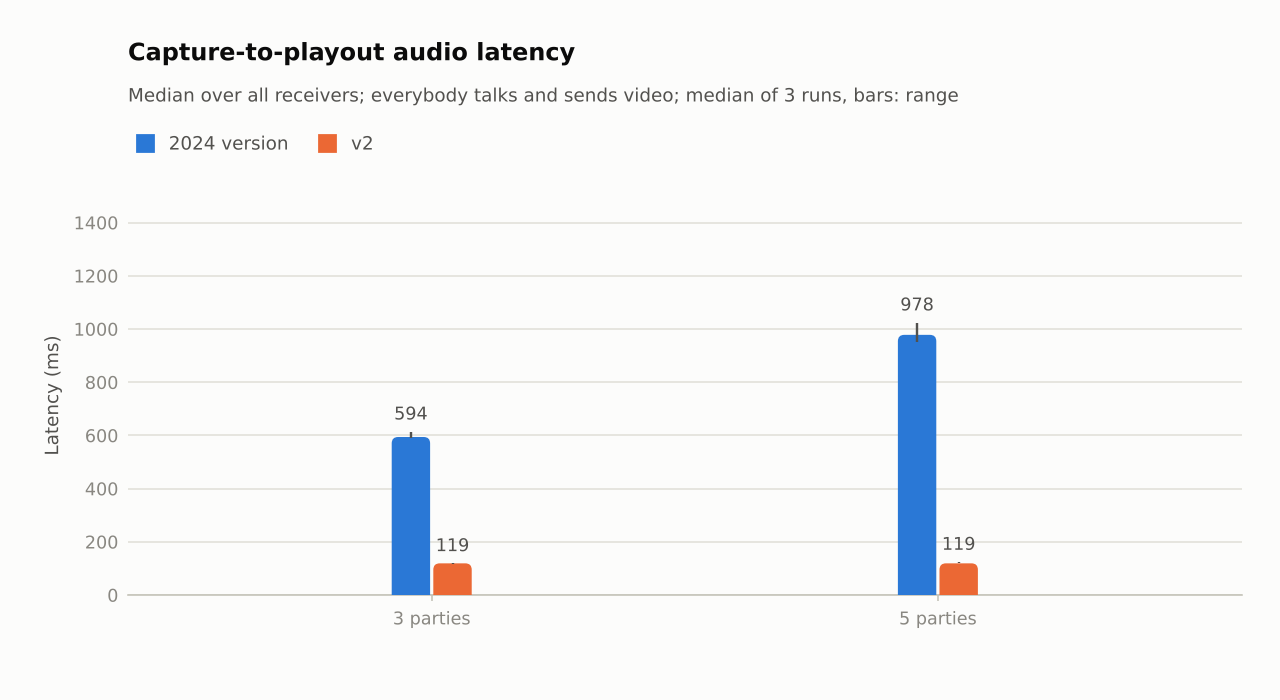 Capture-to-playout audio latency
Median over all receivers; everybody talks and sends video; median of 3 runs, bars: range
2024 version
v2
Latency (ms)
1400
1200
1000
800
600
400
200
0
594
119
978
119
3 parties
5 parties